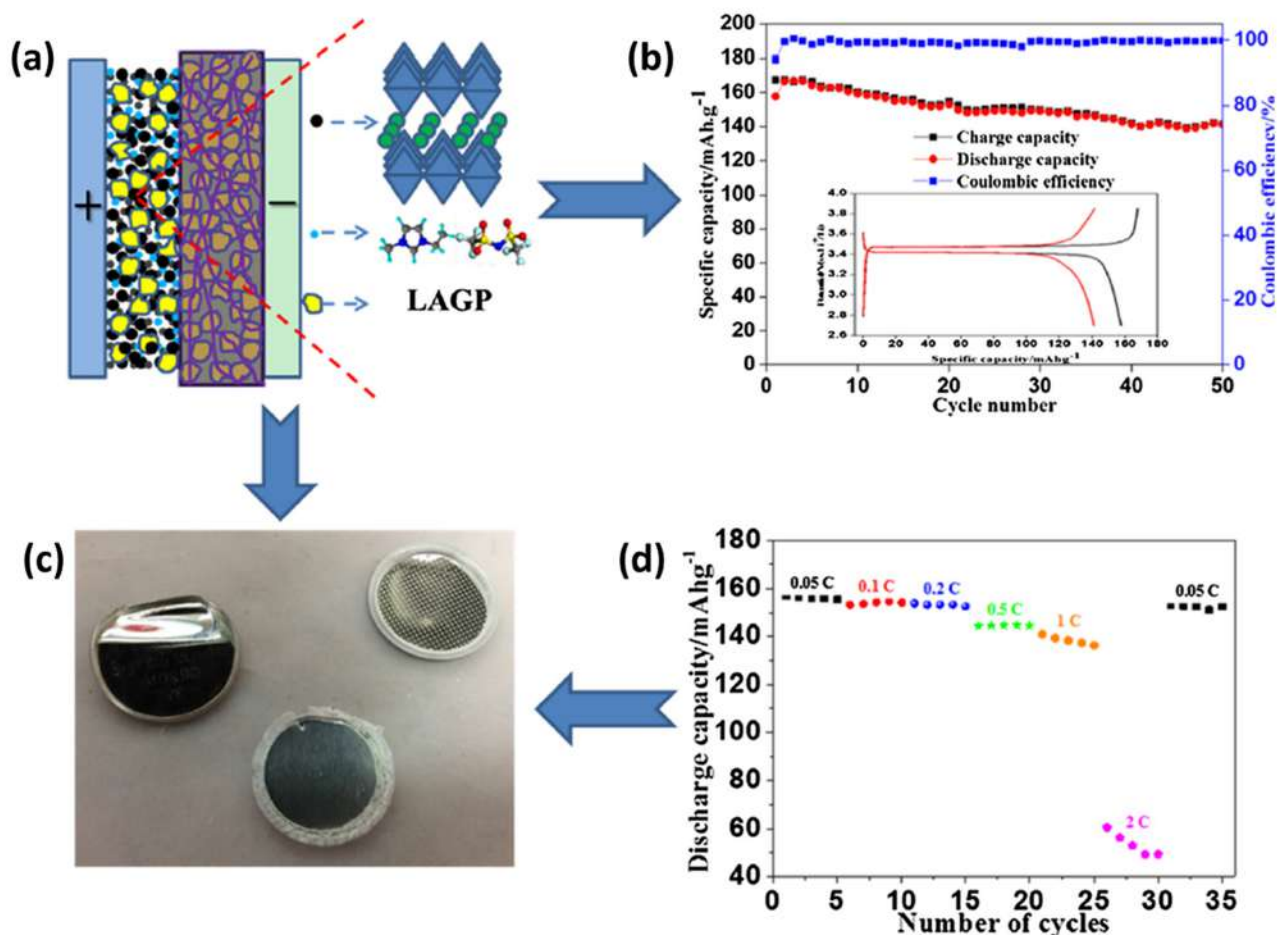 (a)
+
−
LAGP
(b)
200
180
160
140
120
100
80
60
40
20
0
Specific capacity/mAh.g⁻¹
Charge capacity
Discharge capacity
Coulombic efficiency
4.0
3.8
3.6
3.4
3.2
3.0
2.8
2.6
0 20 40 60 80 100 120 140 160 180
Specific capacity/mAhg⁻¹
100
80
60
40
20
0
Coulombic efficiency/%
0 10 20 30 40 50
Cycle number
(c)
(d)
180
160
140
120
100
80
60
40
Discharge capacity/mAhg⁻¹
0.05 C
0.1 C
0.2 C
0.5 C
1 C
2 C
0.05 C
0 5 10 15 20 25 30 35
Number of cycles